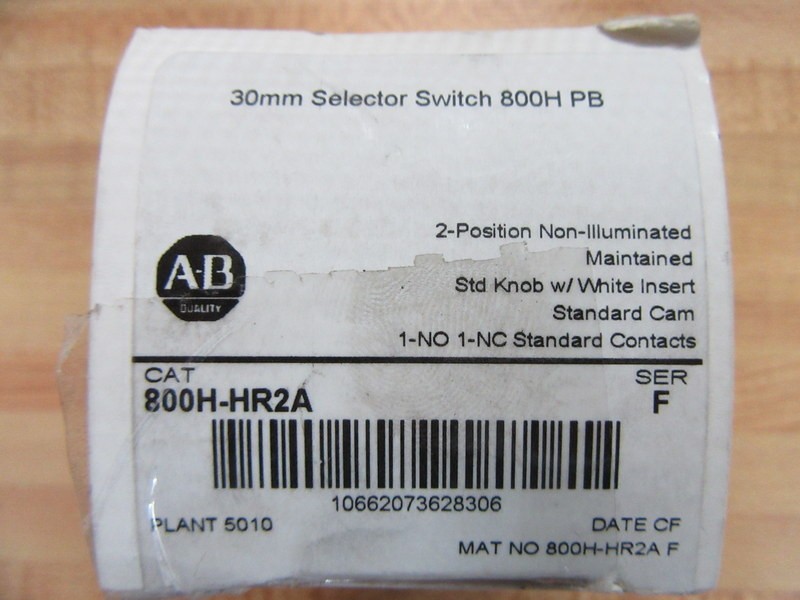 30mm Selector Switch 800H PB
2-Position Non-Illuminated
Maintained
Std Knob w/ White Insert
Standard Cam
1-NO 1-NC Standard Contacts
A-B
QUALITY
CAT
SER
800H-HR2A
F
10662073628306
PLANT 5010
DATE CF
MAT NO 800H-HR2A F